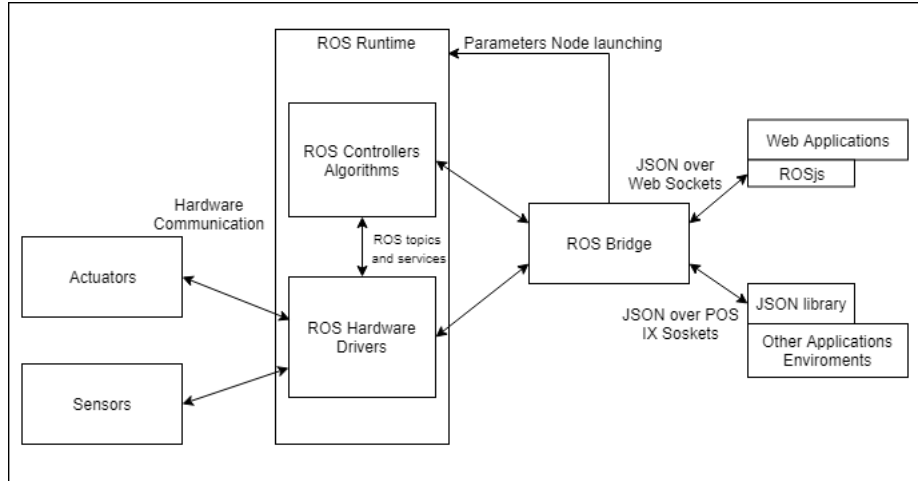 ROS Runtime
Parameters Node launching
ROS Controllers
Algorithms
Web Applications
ROSjs
JSON over
Web Sockets
Hardware
Communication
ROS topics
and services
ROS Bridge
Actuators
ROS Hardware
Drivers
JSON library
JSON over POS
IX Soskets
Other Applications
Enviroments
Sensors